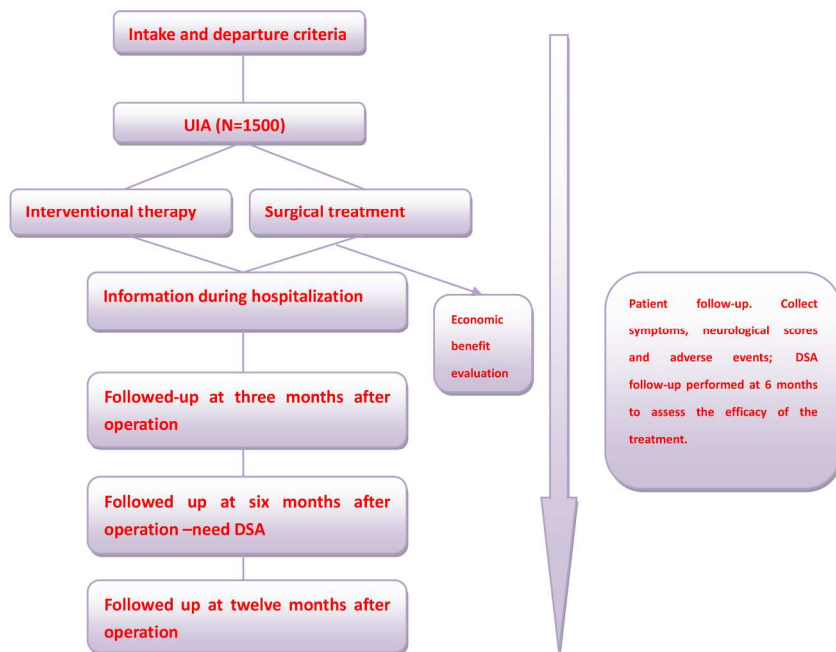 Intake and departure criteria
UIA (N=1500)
Interventional therapy
Surgical treatment
Information during hospitalization
Economic
benefit
evaluation
Followed-up at three months after
operation
Followed up at six months after
operation –need DSA
Followed up at twelve months after
operation
Patient follow-up. Collect
symptoms, neurological scores
and adverse events; DSA
follow-up performed at 6 months
to assess the efficacy of the
treatment.